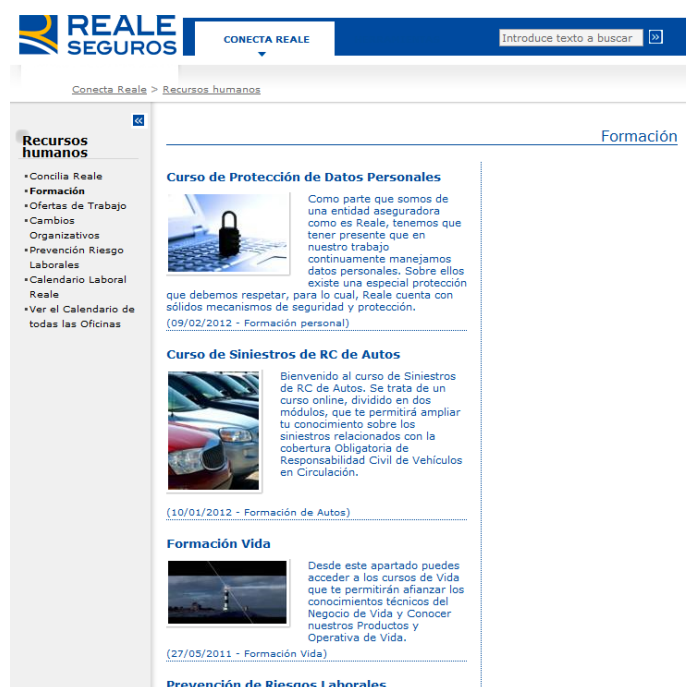 REALE
SEGUROS
CONECTA REALE
Introduce texto a buscar
»
Conecta Reale > Recursos humanos
«
Recursos
humanos
▪Concilia Reale
▪Formación
▪Ofertas de Trabajo
▪Cambios
Organizativos
▪Prevención Riesgo
Laborales
▪Calendario Laboral
Reale
▪Ver el Calendario de
todas las Oficinas
Formación
Curso de Protección de Datos Personales
Como parte que somos de
una entidad aseguradora
como es Reale, tenemos que
tener presente que en
nuestro trabajo
continuamente manejamos
datos personales. Sobre ellos
existe una especial protección
que debemos respetar, para lo cual, Reale cuenta con
sólidos mecanismos de seguridad y protección.
(09/02/2012 - Formación personal)
Curso de Siniestros de RC de Autos
Bienvenido al curso de Siniestros
de RC de Autos. Se trata de un
curso online, dividido en dos
módulos, que te permitirá ampliar
tu conocimiento sobre los
siniestros relacionados con la
cobertura Obligatoria de
Responsabilidad Civil de Vehículos
en Circulación.
(10/01/2012 - Formación de Autos)
Formación Vida
Desde este apartado puedes
acceder a los cursos de Vida
que te permitirán afianzar los
conocimientos técnicos del
Negocio de Vida y Conocer
nuestros Productos y
Operativa de Vida.
(27/05/2011 - Formación Vida)
Prevención de Riesgos Laborales